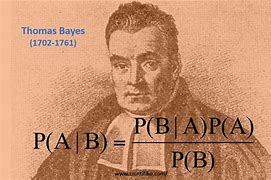 Thomas Bayes
(1702-1761)
P(A|B) = P(B|A)P(A)
P(B)